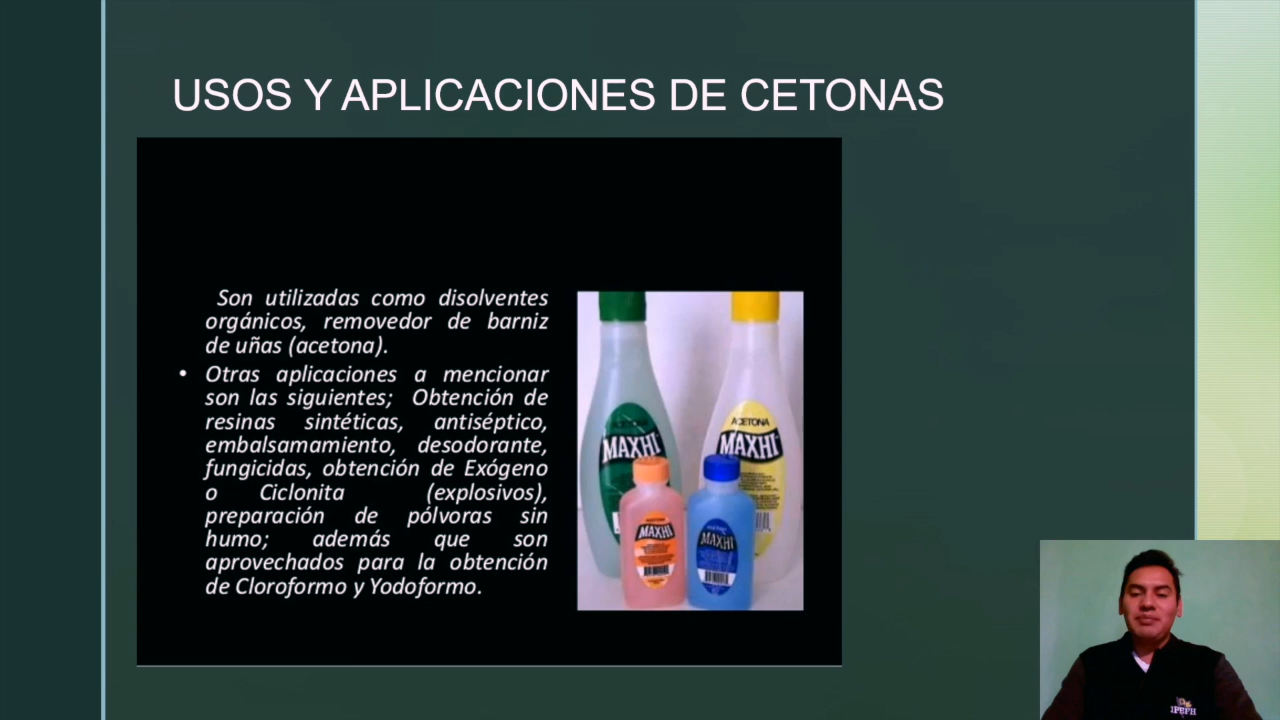 USOS Y APLICACIONES DE CETONAS
Son utilizadas como disolventes
orgánicos, removedor de barniz
de uñas (acetona).
• Otras aplicaciones a mencionar
son las siguientes; Obtención de
resinas sintéticas, antiséptico,
embalsamamiento, desodorante,
fungicidas, obtención de Exógeno
o Ciclonita (explosivos),
preparación de pólvoras sin
humo; además que son
aprovechados para la obtención
de Cloroformo y Yodoformo.
ACETONA
MAXHI
ACETONA
MAXHI
MAXHI
MAXHI